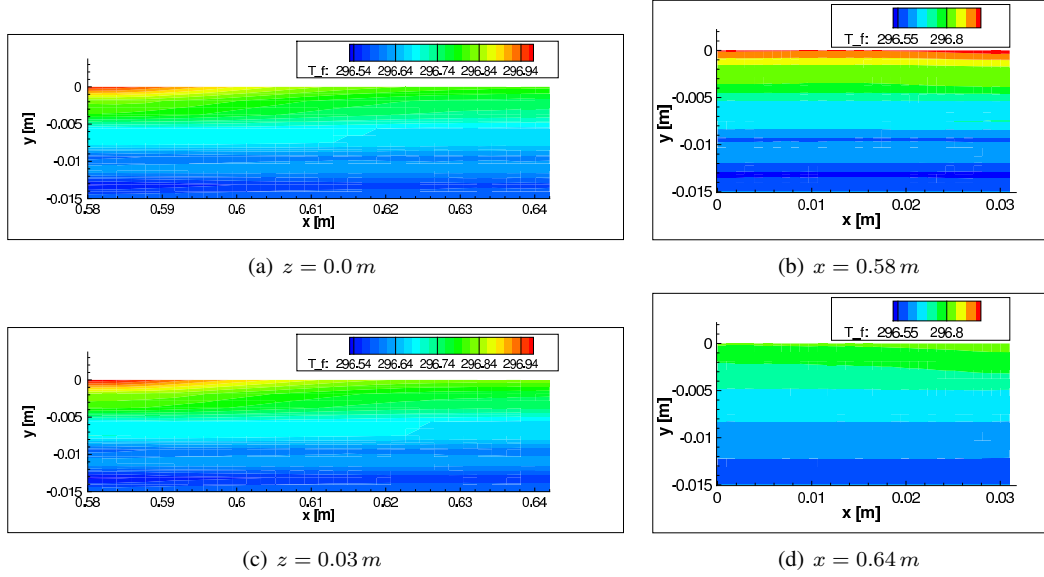 T_f: 296.54 296.64 296.74 296.84 296.94
y [m]
0
-0.005
-0.01
-0.015
0.58 0.59 0.6 0.61 0.62 0.63 0.64
x [m]
(a) z = 0.0 m
T_f: 296.55 296.8
y [m]
0
-0.005
-0.01
-0.015
0 0.01 0.02 0.03
x [m]
(b) x = 0.58 m
T_f: 296.54 296.64 296.74 296.84 296.94
y [m]
0
-0.005
-0.01
-0.015
0.58 0.59 0.6 0.61 0.62 0.63 0.64
x [m]
(c) z = 0.03 m
T_f: 296.55 296.8
y [m]
0
-0.005
-0.01
-0.015
0 0.01 0.02 0.03
x [m]
(d) x = 0.64 m